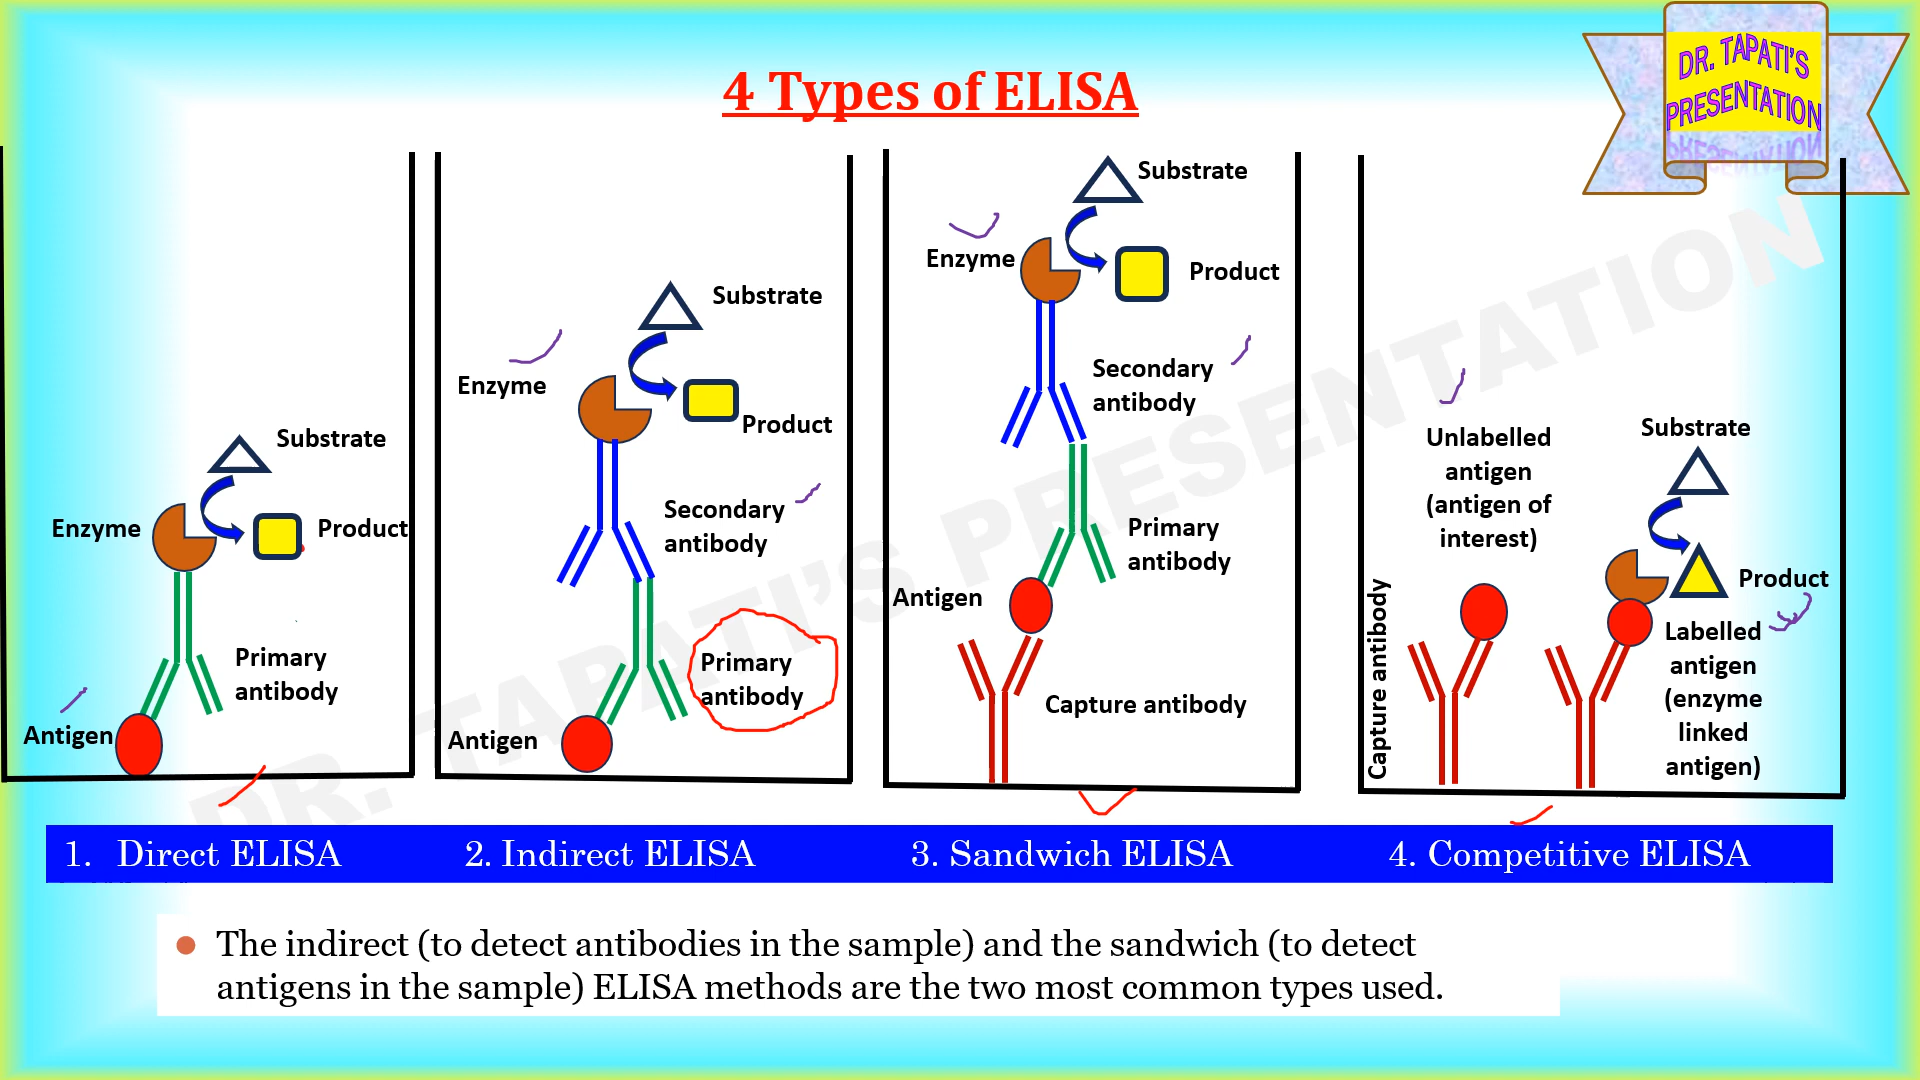 4 Types of ELISA
DR. TAPATI'S
PRESENTATION
Substrate
Enzyme
Product
Primary
antibody
Antigen
Substrate
Enzyme
Product
Secondary
antibody
Primary
antibody
Antigen
Substrate
Enzyme
Product
Secondary
antibody
Primary
antibody
Antigen
Capture antibody
Unlabelled
antigen
(antigen of
interest)
Substrate
Product
Labelled
antigen
(enzyme
linked
antigen)
Capture antibody
DR. TAPATI'S PRESENTATION
1. Direct ELISA
2. Indirect ELISA
3. Sandwich ELISA
4. Competitive ELISA
The indirect (to detect antibodies in the sample) and the sandwich (to detect
antigens in the sample) ELISA methods are the two most common types used.